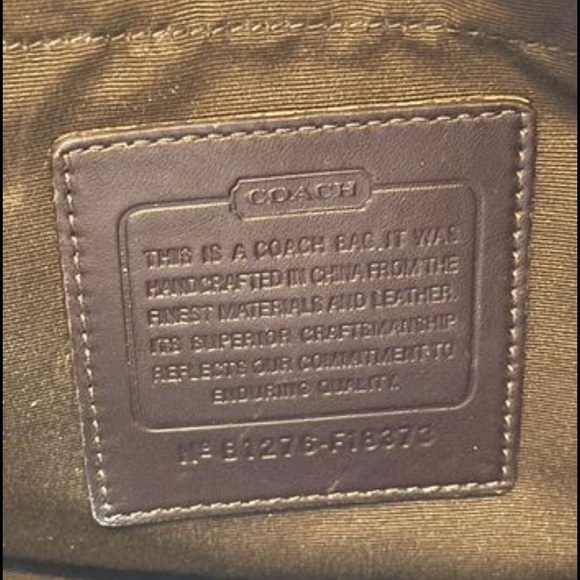 COACH
THIS IS A COACH BAG. IT WAS
HANDCRAFTED IN CHINA FROM THE
FINEST MATERIALS AND LEATHER.
ITS SUPERIOR CRAFTSMANSHIP
REFLECTS OUR COMMITMENT TO
ENDURING QUALITY.
Nº B1276-F18373